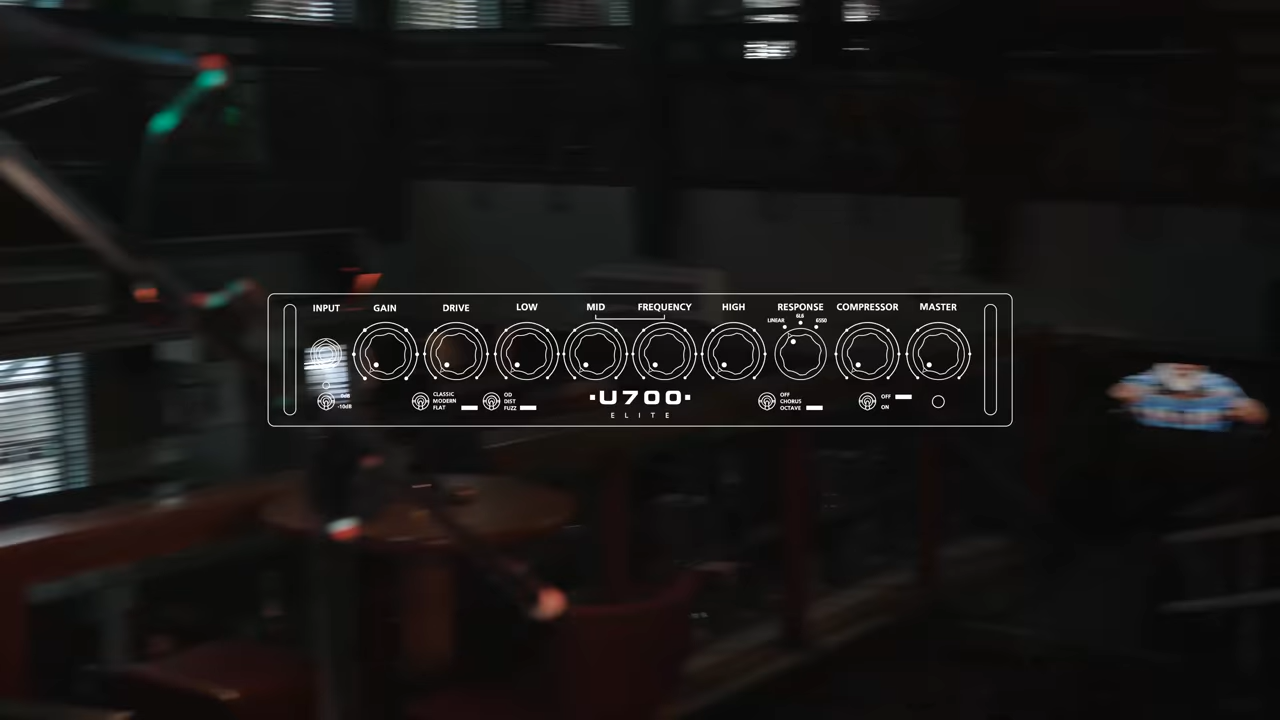 INPUT GAIN DRIVE LOW MID FREQUENCY HIGH RESPONSE COMPRESSOR MASTER
LINEAR 6L6 6550
0dB
-10dB
CLASSIC
MODERN
FLAT
OD
DIST
FUZZ
·U700·
ELITE
OFF
CHORUS
OCTAVE
OFF
ON